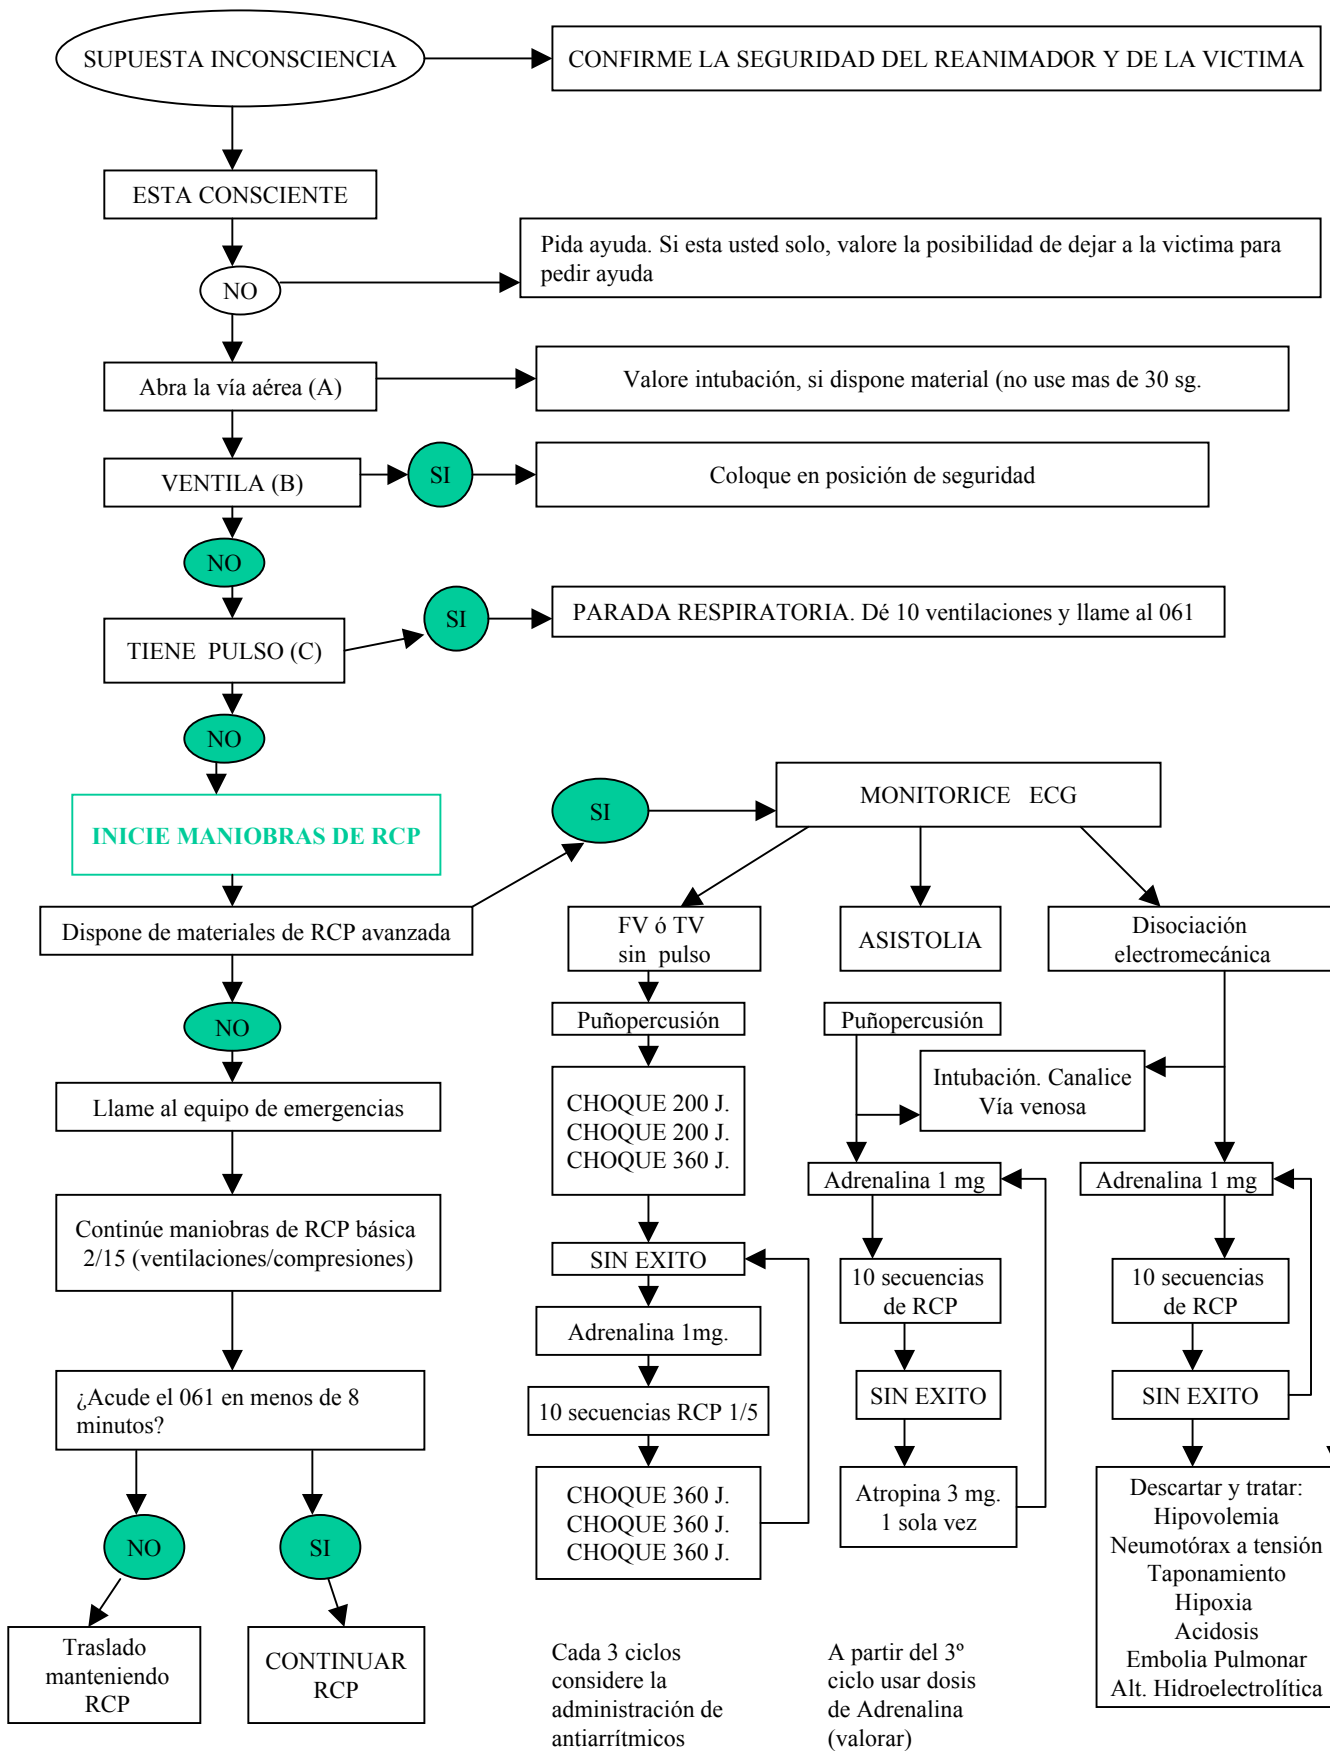 SUPUESTA INCONSCIENCIA
CONFIRME LA SEGURIDAD DEL REANIMADOR Y DE LA VICTIMA
ESTA CONSCIENTE
NO
Pida ayuda. Si esta usted solo, valore la posibilidad de dejar a la victima para
pedir ayuda
Abra la vía aérea (A)
Valore intubación, si dispone material (no use mas de 30 sg.
VENTILA (B)
SI
Coloque en posición de seguridad
NO
TIENE PULSO (C)
SI
PARADA RESPIRATORIA. Dé 10 ventilaciones y llame al 061
NO
INICIE MANIOBRAS DE RCP
Dispone de materiales de RCP avanzada
SI
MONITORICE ECG
NO
Llame al equipo de emergencias
Continúe maniobras de RCP básica
2/15 (ventilaciones/compresiones)
¿Acude el 061 en menos de 8
minutos?
NO
SI
Traslado
manteniendo
RCP
CONTINUAR
RCP
FV ó TV
sin pulso
Puñopercusión
CHOQUE 200 J.
CHOQUE 200 J.
CHOQUE 360 J.
SIN EXITO
Adrenalina 1mg.
10 secuencias RCP 1/5
CHOQUE 360 J.
CHOQUE 360 J.
CHOQUE 360 J.
Cada 3 ciclos
considere la
administración de
antiarrítmicos
ASISTOLIA
Puñopercusión
Intubación. Canalice
Vía venosa
Adrenalina 1 mg
10 secuencias
de RCP
SIN EXITO
Atropina 3 mg.
1 sola vez
A partir del 3º
ciclo usar dosis
de Adrenalina
(valorar)
Disociación
electromecánica
Adrenalina 1 mg
10 secuencias
de RCP
SIN EXITO
Descartar y tratar:
Hipovolemia
Neumotórax a tensión
Taponamiento
Hipoxia
Acidosis
Embolia Pulmonar
Alt. Hidroelectrolítica